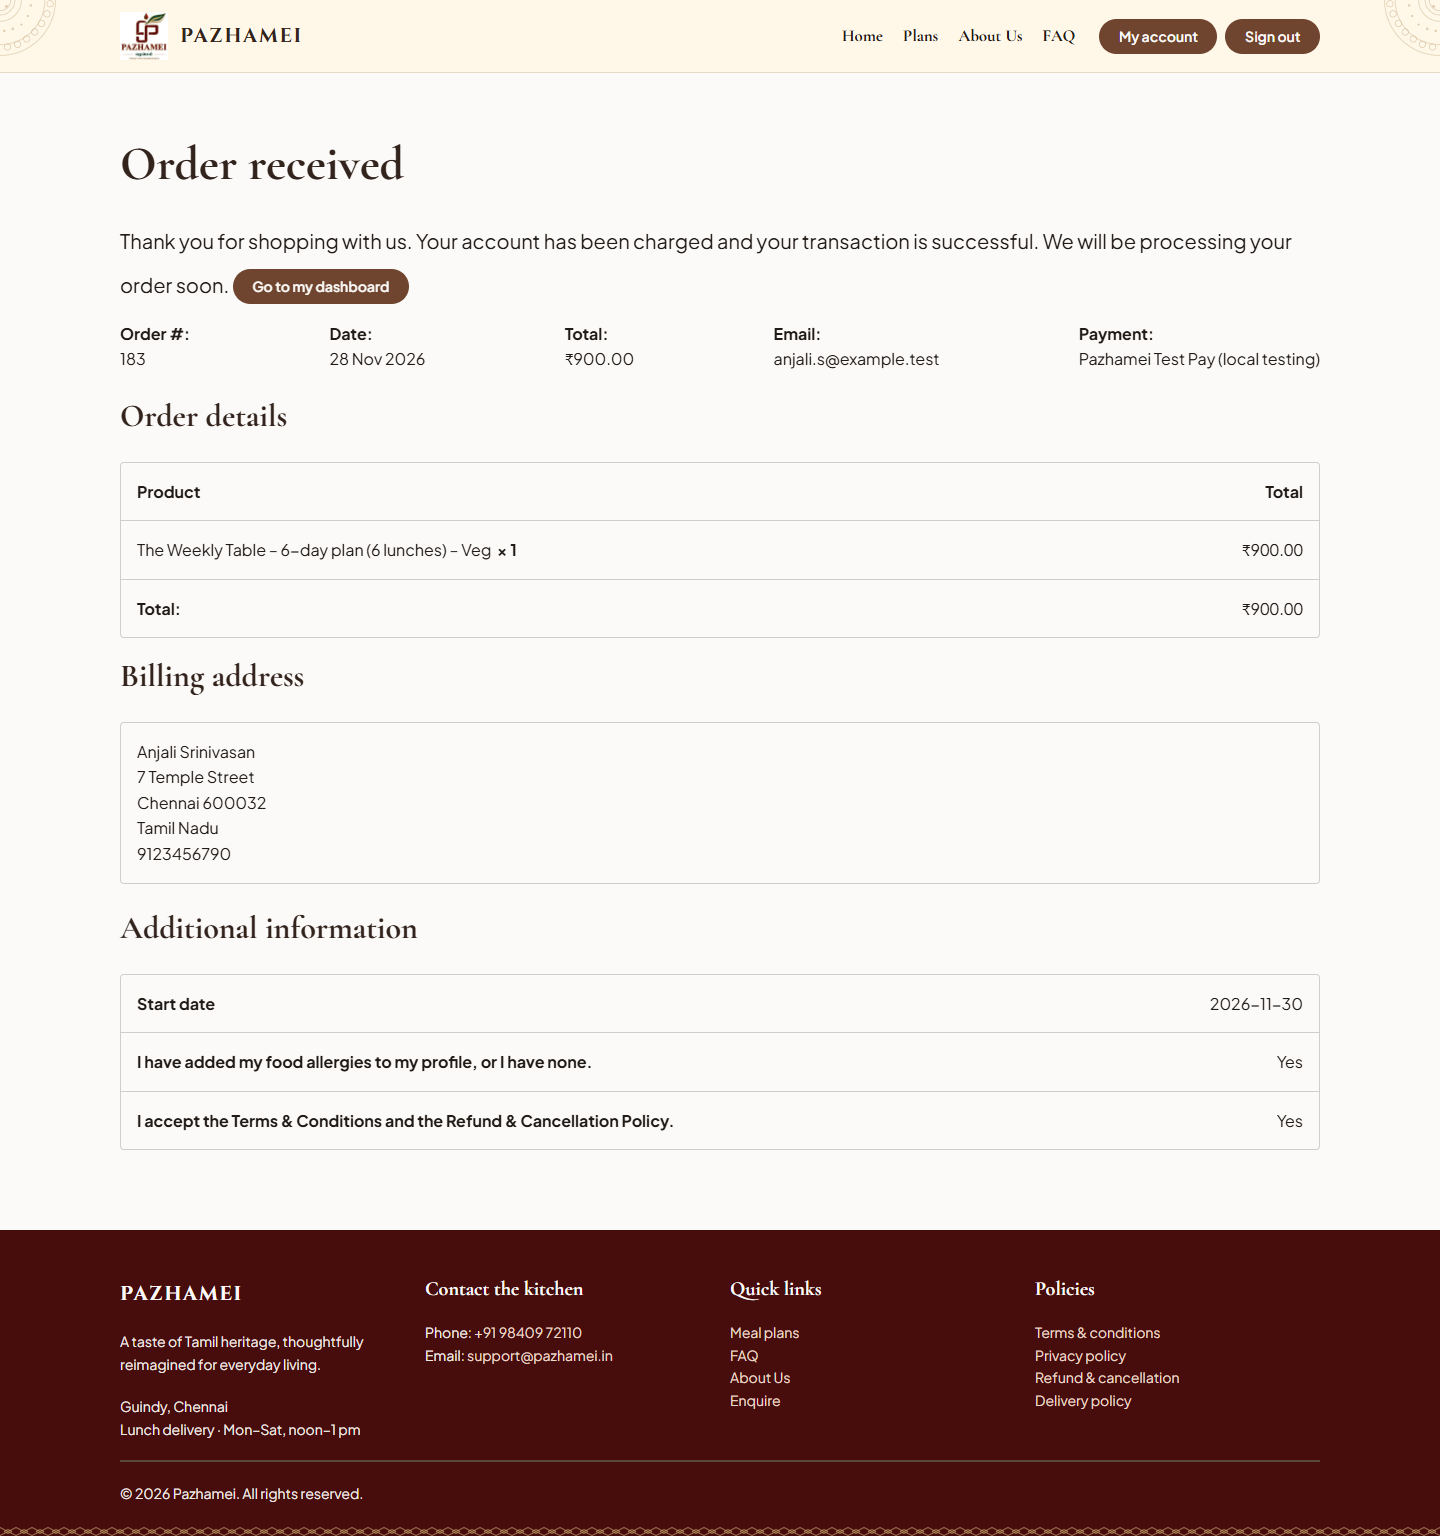 PAZHAMEI
PAZHAMEI
Home
Plans
About Us
FAQ
My account
Sign out
Order received
Thank you for shopping with us. Your account has been charged and your transaction is successful. We will be processing your
order soon. Go to my dashboard
Order #:
183
Date:
28 Nov 2026
Total:
₹900.00
Email:
anjali.s@example.test
Payment:
Pazhamei Test Pay (local testing)
Order details
Product Total
The Weekly Table – 6-day plan (6 lunches) – Veg × 1 ₹900.00
Total: ₹900.00
Billing address
Anjali Srinivasan
7 Temple Street
Chennai 600032
Tamil Nadu
9123456790
Additional information
Start date 2026-11-30
I have added my food allergies to my profile, or I have none. Yes
I accept the Terms & Conditions and the Refund & Cancellation Policy. Yes
PAZHAMEI
A taste of Tamil heritage, thoughtfully
reimagined for everyday living.
Guindy, Chennai
Lunch delivery · Mon–Sat, noon–1 pm
Contact the kitchen
Phone: +91 98409 72110
Email: support@pazhamei.in
Quick links
Meal plans
FAQ
About Us
Enquire
Policies
Terms & conditions
Privacy policy
Refund & cancellation
Delivery policy
© 2026 Pazhamei. All rights reserved.